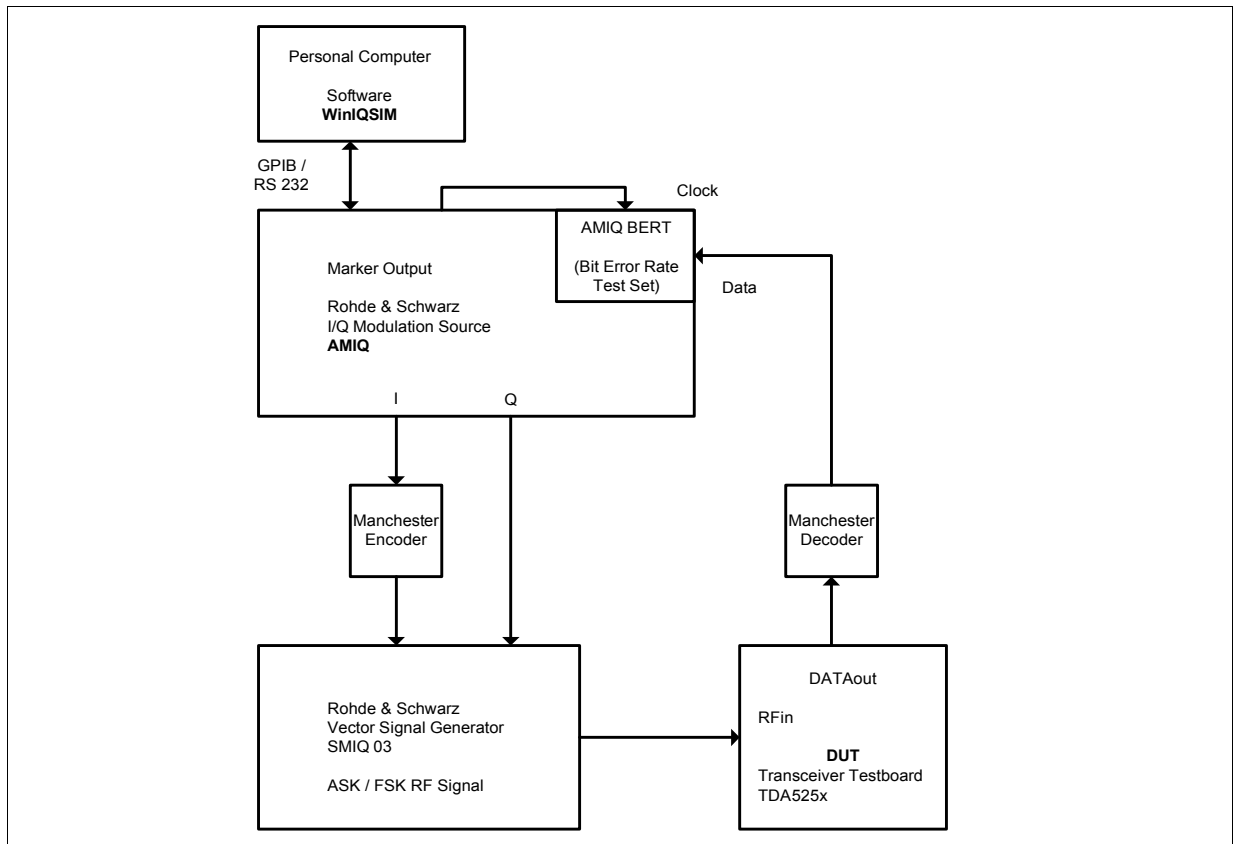 Personal Computer
Software
WinIQSIM
GPIB /
RS 232
Clock
AMIQ BERT
(Bit Error Rate
Test Set)
Data
Marker Output
Rohde & Schwarz
I/Q Modulation Source
AMIQ
I
Q
Manchester
Encoder
Manchester
Decoder
Rohde & Schwarz
Vector Signal Generator
SMIQ 03
ASK / FSK RF Signal
DATAout
RFin
DUT
Transceiver Testboard
TDA525x